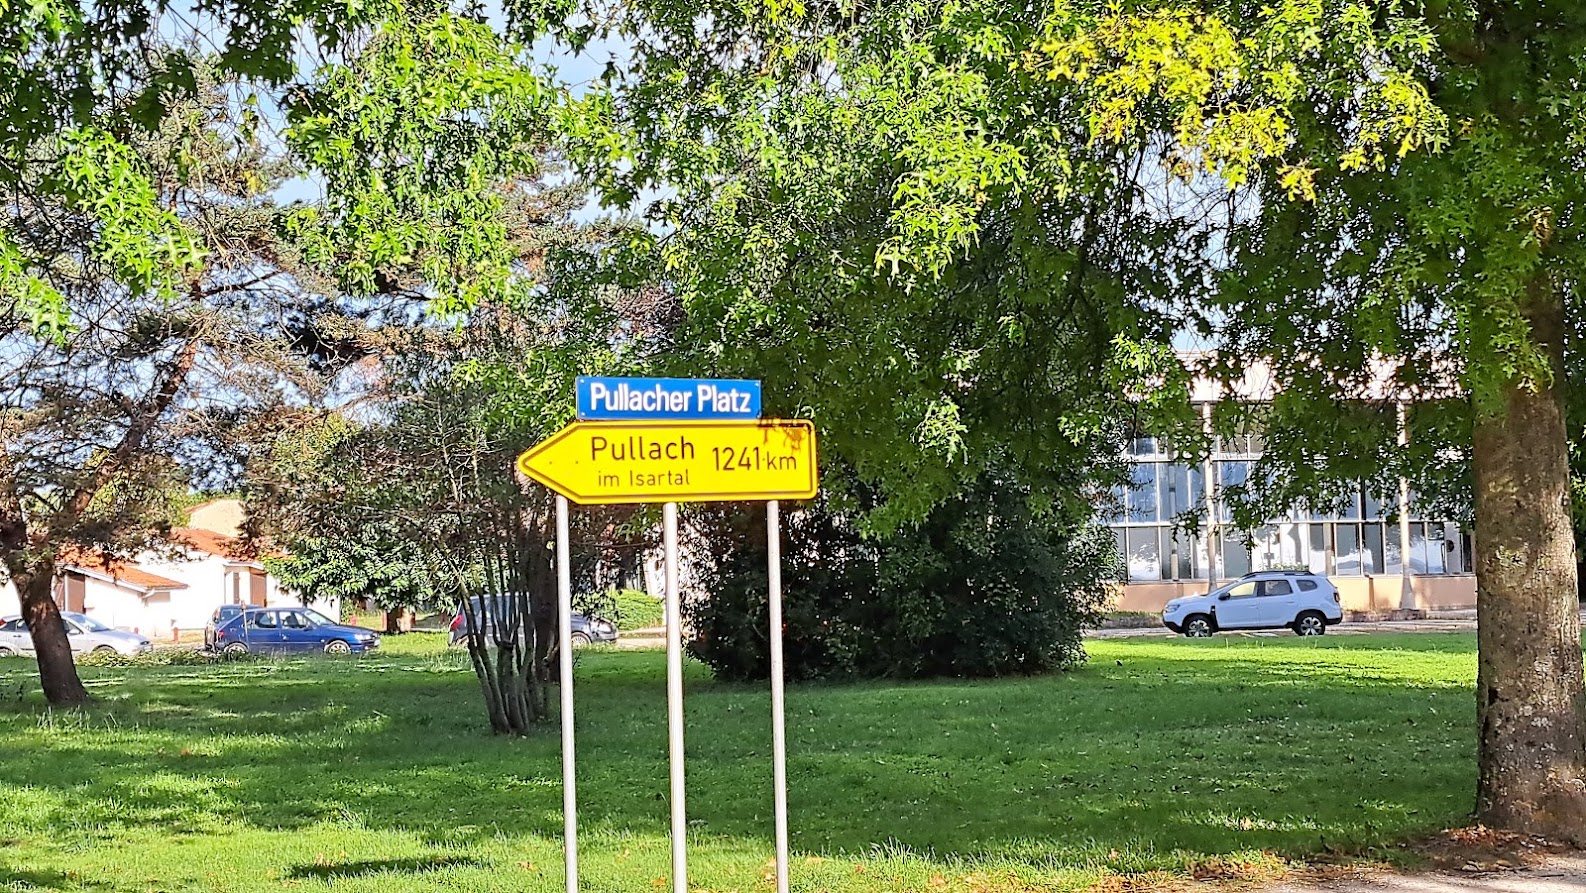 Pullacher Platz
Pullach 1241 km
im Isartal